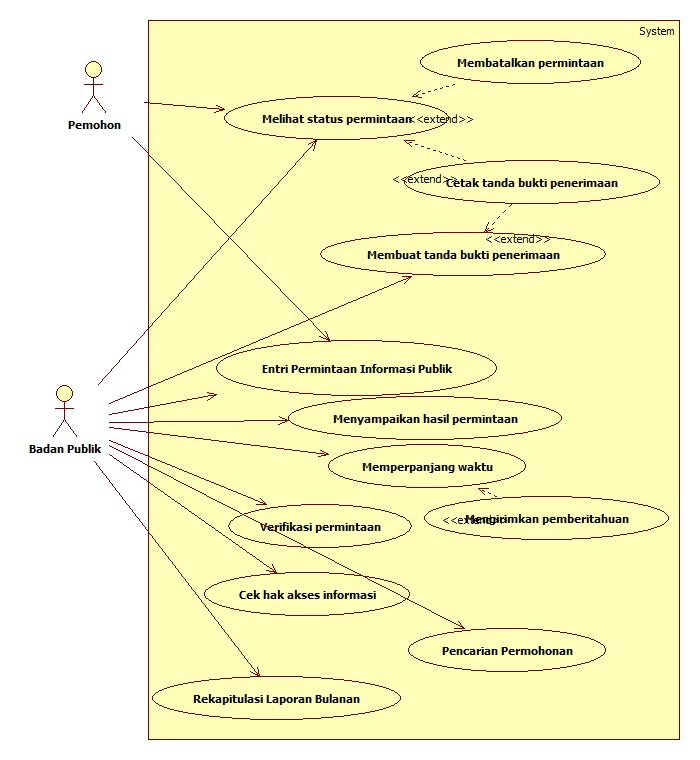 System
Membatalkan permintaan
Pemohon
Melihat status permintaan
<<extend>>
<<extend>>
Cetak tanda bukti penerimaan
<<extend>>
Membuat tanda bukti penerimaan
Entri Permintaan Informasi Publik
Menyampaikan hasil permintaan
Badan Publik
Memperpanjang waktu
<<extend>>
Mengirimkan pemberitahuan
Verifikasi permintaan
Cek hak akses informasi
Pencarian Permohonan
Rekapitulasi Laporan Bulanan